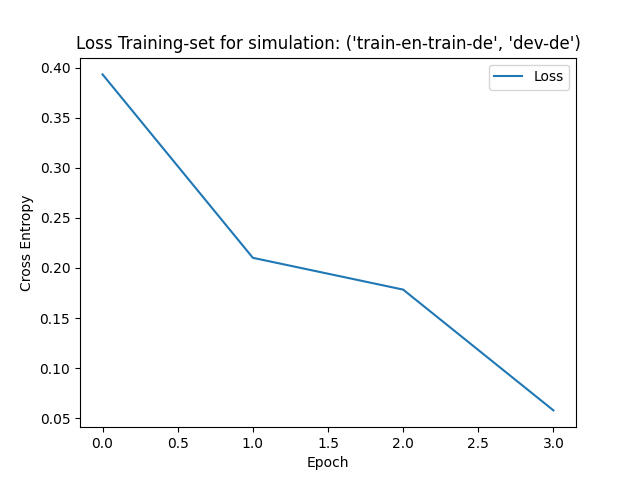 Loss Training-set for simulation: ('train-en-train-de', 'dev-de')
Loss
Cross Entropy
0.40
0.35
0.30
0.25
0.20
0.15
0.10
0.05
0.0 0.5 1.0 1.5 2.0 2.5 3.0
Epoch